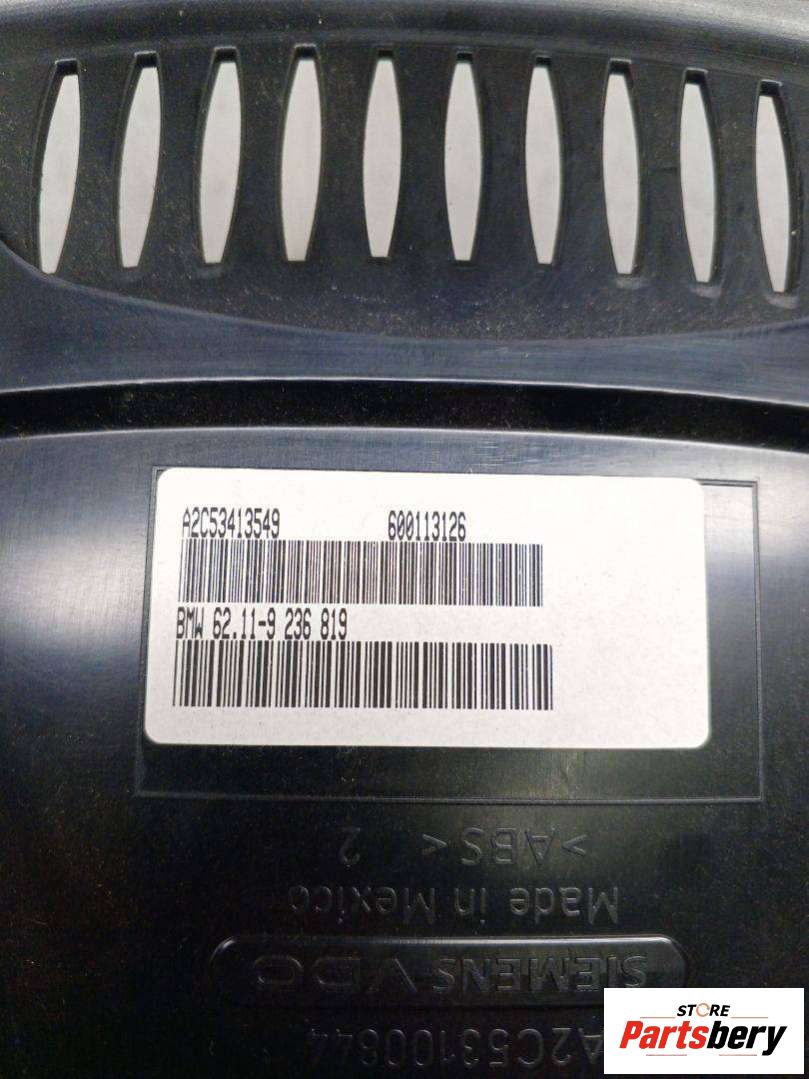 A2C53413549 600113126
BMW 62.11-9 236 819
>ABS< 2
Made in Mexico
SIEMENS VDO
A2C53100844
STORE
Partsbery